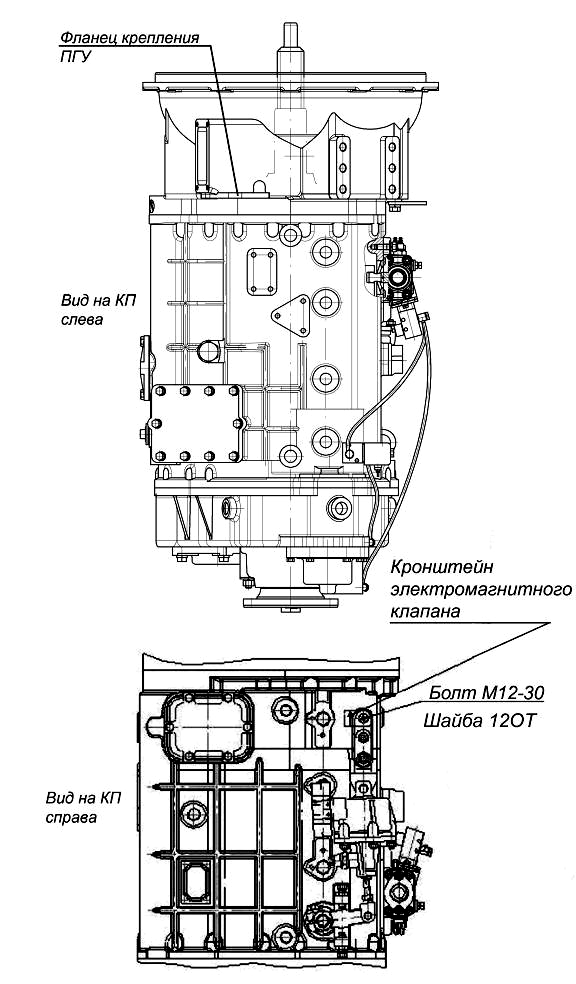 Фланец крепления
ПГУ
Вид на КП
слева
Кронштейн
электромагнитного
клапана
Болт М12-30
Шайба 12ОТ
Вид на КП
справа